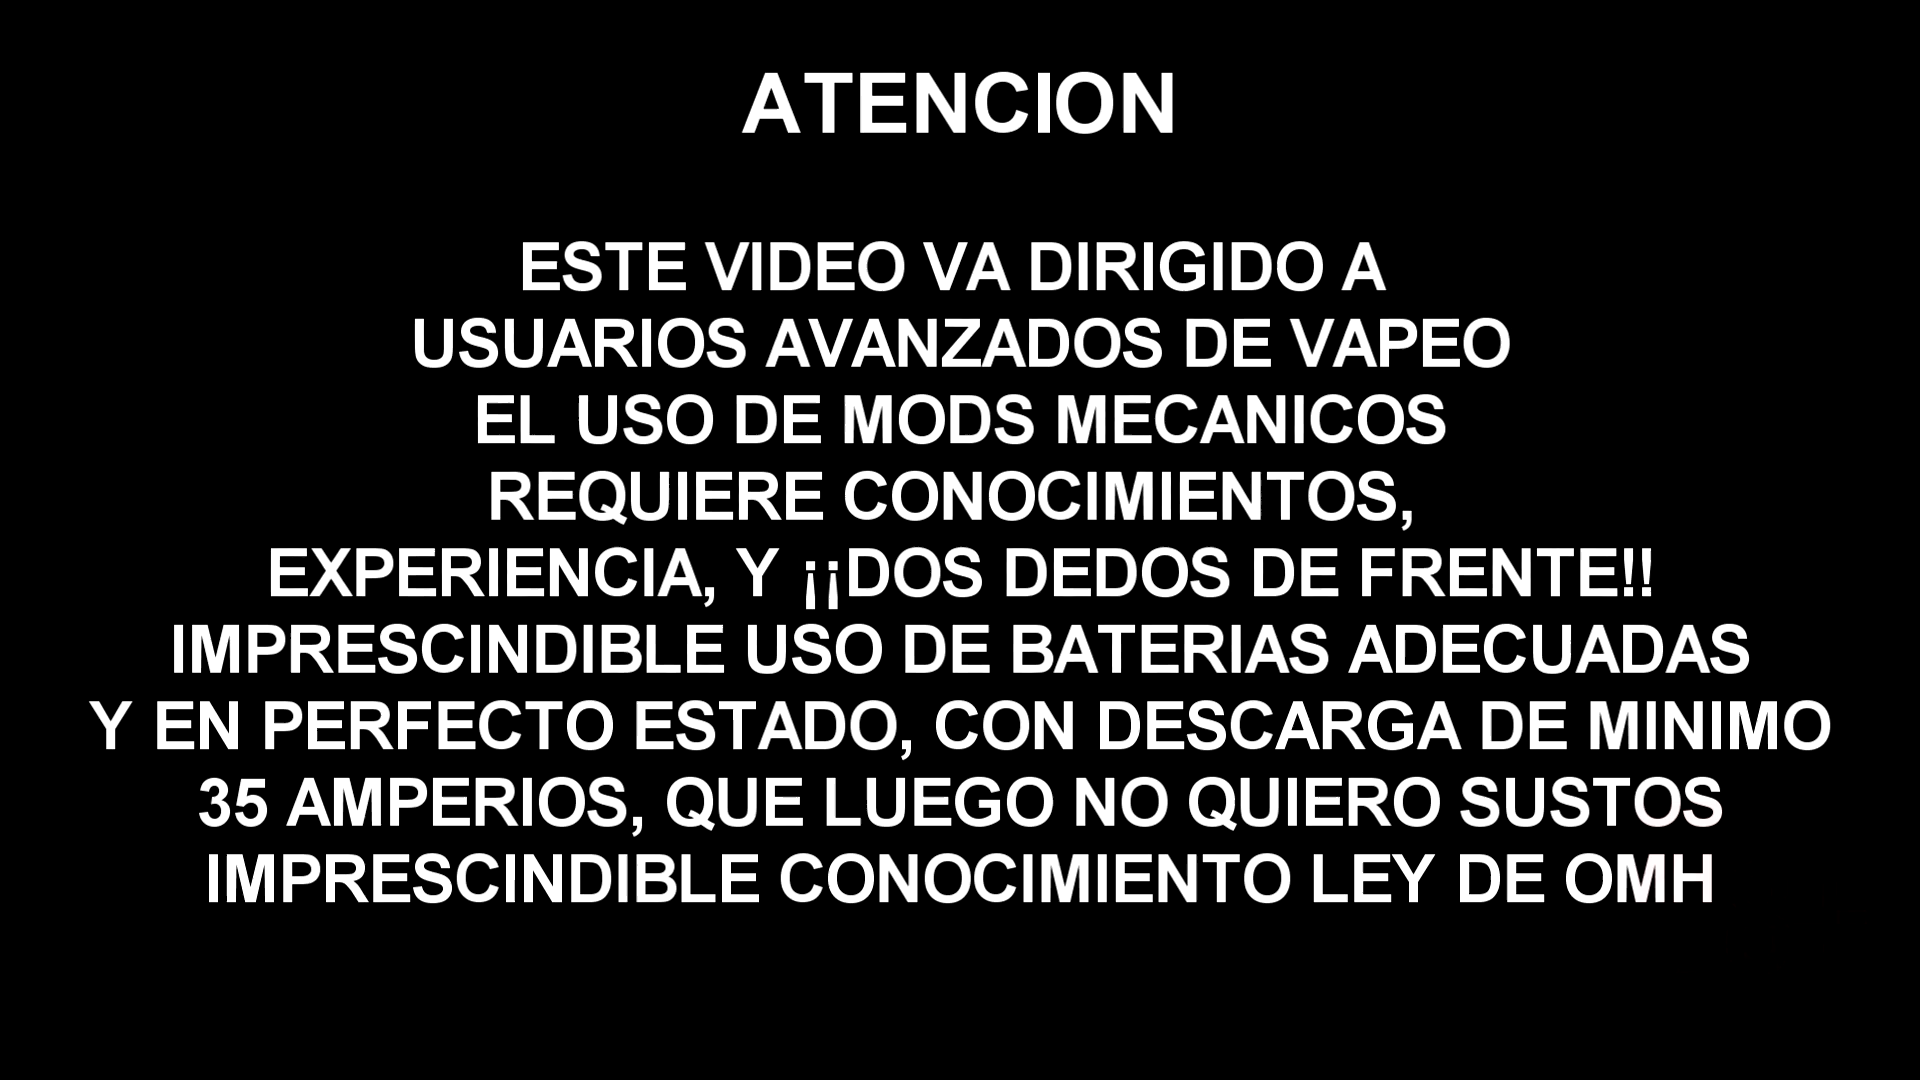 ATENCION
ESTE VIDEO VA DIRIGIDO A
USUARIOS AVANZADOS DE VAPEO
EL USO DE MODS MECANICOS
REQUIERE CONOCIMIENTOS,
EXPERIENCIA, Y ¡¡DOS DEDOS DE FRENTE!!
IMPRESCINDIBLE USO DE BATERIAS ADECUADAS
Y EN PERFECTO ESTADO, CON DESCARGA DE MINIMO
35 AMPERIOS, QUE LUEGO NO QUIERO SUSTOS
IMPRESCINDIBLE CONOCIMIENTO LEY DE OMH